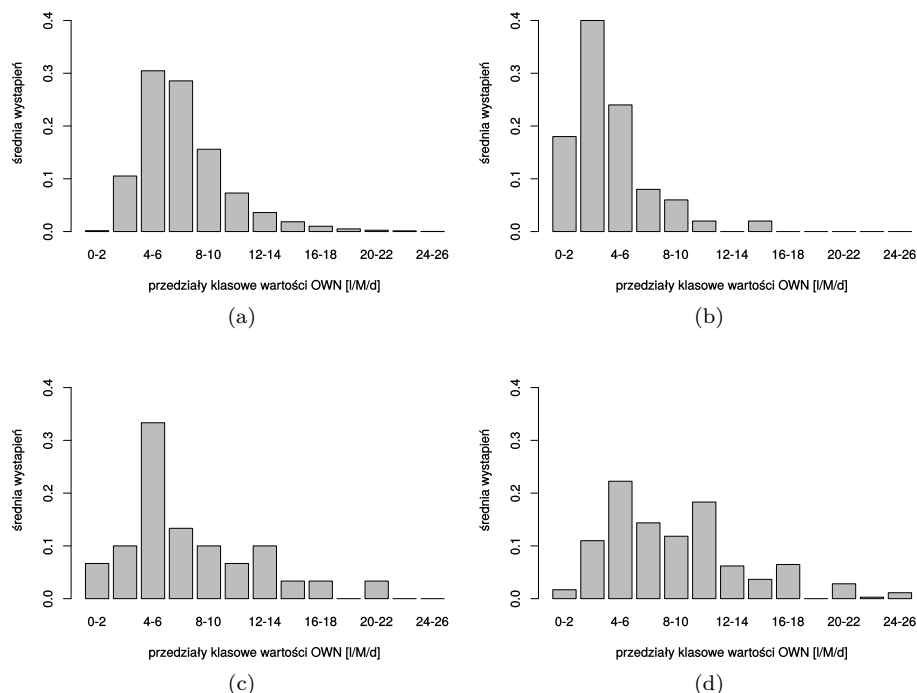 0.4
0.3
0.2
0.1
0.0
średnia wystąpień
0-2 4-6 8-10 12-14 16-18 20-22 24-26
przedziały klasowe wartości OWN [l/M/d]
(a)
0.4
0.3
0.2
0.1
0.0
średnia wystąpień
0-2 4-6 8-10 12-14 16-18 20-22 24-26
przedziały klasowe wartości OWN [l/M/d]
(b)
0.4
0.3
0.2
0.1
0.0
średnia wystąpień
0-2 4-6 8-10 12-14 16-18 20-22 24-26
przedziały klasowe wartości OWN [l/M/d]
(c)
0.4
0.3
0.2
0.1
0.0
średnia wystąpień
0-2 4-6 8-10 12-14 16-18 20-22 24-26
przedziały klasowe wartości OWN [l/M/d]
(d)